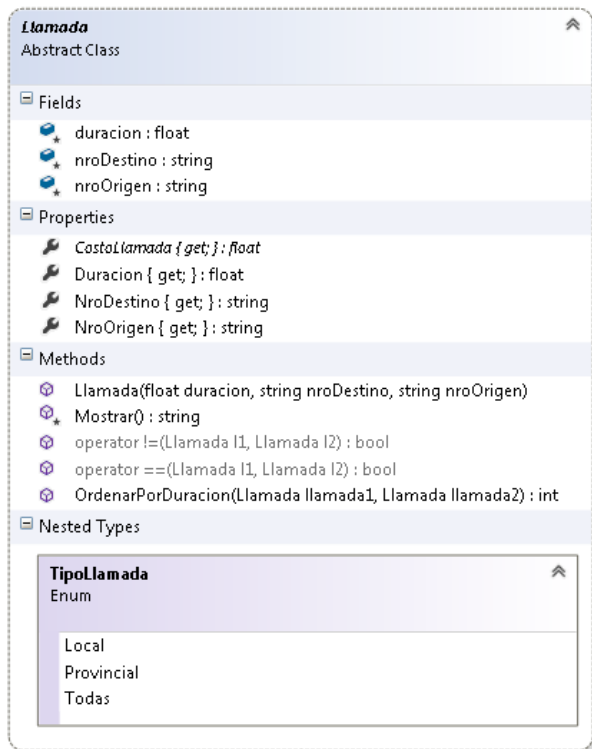 Llamada
Abstract Class
Fields
duracion : float
nroDestino : string
nroOrigen : string
Properties
CostoLlamada { get; } : float
Duracion { get; } : float
NroDestino { get; } : string
NroOrigen { get; } : string
Methods
Llamada(float duracion, string nroDestino, string nroOrigen)
Mostrar() : string
operator !=(Llamada l1, Llamada l2) : bool
operator ==(Llamada l1, Llamada l2) : bool
OrdenarPorDuracion(Llamada llamada1, Llamada llamada2) : int
Nested Types
TipoLlamada
Enum
Local
Provincial
Todas